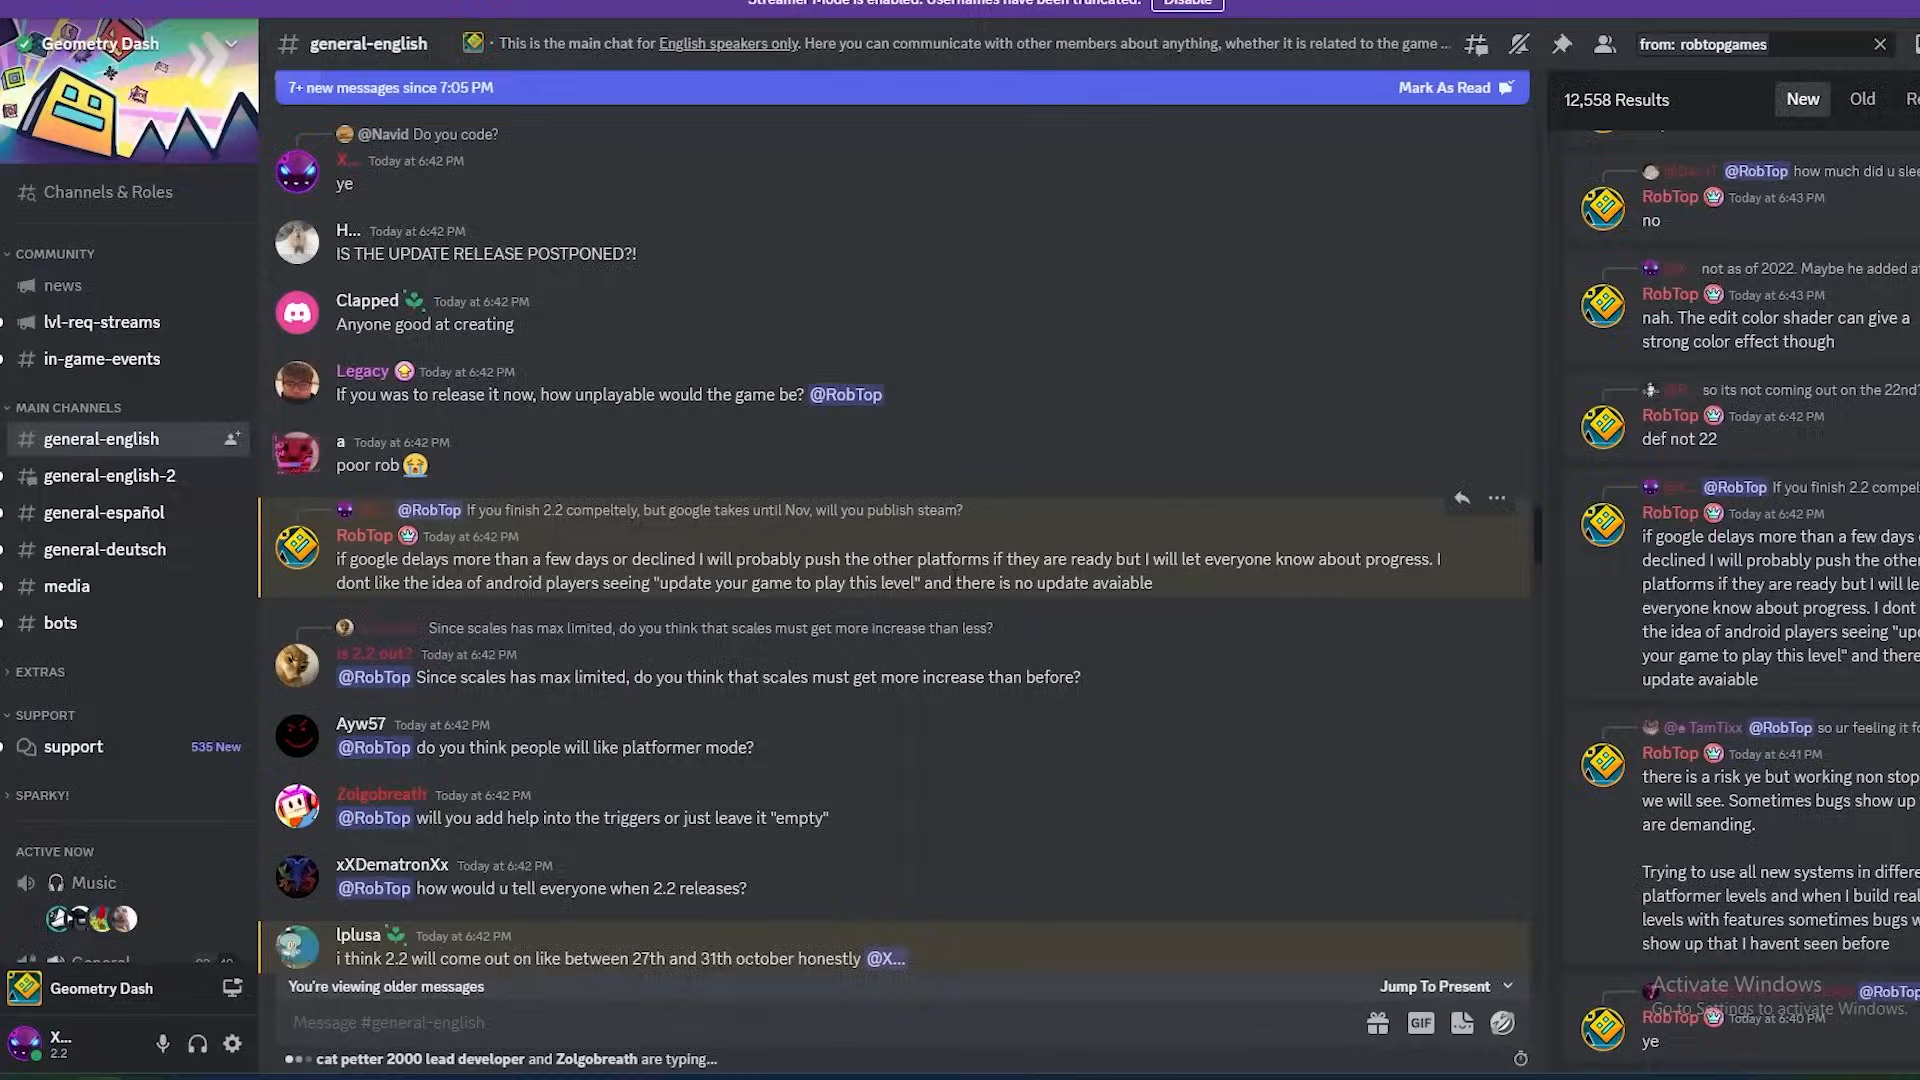 Streamer Mode is enabled. Usernames have been truncated. Disable
Geometry Dash
Channels & Roles
COMMUNITY
news
lvl-req-streams
in-game-events
MAIN CHANNELS
general-english
general-english-2
general-español
general-deutsch
media
bots
EXTRAS
SUPPORT
support 535 New
SPARKY!
ACTIVE NOW
Music
General
Geometry Dash
X...
2.2
general-english This is the main chat for English speakers only. Here you can communicate with other members about anything, whether it is related to the game ...
7+ new messages since 7:05 PM Mark As Read
@Navid Do you code?
X... Today at 6:42 PM
ye
H... Today at 6:42 PM
IS THE UPDATE RELEASE POSTPONED?!
Clapped Today at 6:42 PM
Anyone good at creating
Legacy Today at 6:42 PM
If you was to release it now, how unplayable would the game be? @RobTop
a Today at 6:42 PM
poor rob
@RobTop If you finish 2.2 compeltely, but google takes until Nov, will you publish steam?
RobTop Today at 6:42 PM
if google delays more than a few days or declined I will probably push the other platforms if they are ready but I will let everyone know about progress. I
dont like the idea of android players seeing "update your game to play this level" and there is no update avaiable
Since scales has max limited, do you think that scales must get more increase than less?
is 2.2 out? Today at 6:42 PM
@RobTop Since scales has max limited, do you think that scales must get more increase than before?
Ayw57 Today at 6:42 PM
@RobTop do you think people will like platformer mode?
Zolgobreath Today at 6:42 PM
@RobTop will you add help into the triggers or just leave it "empty"
xXDematronXx Today at 6:42 PM
@RobTop how would u tell everyone when 2.2 releases?
lplusa Today at 6:42 PM
i think 2.2 will come out on like between 27th and 31th october honestly @X...
You're viewing older messages Jump To Present
Message #general-english
GIF
cat petter 2000 lead developer and Zolgobreath are typing...
from: robtopgames
12,558 Results New Old Re
@RobTop how much did u slee
RobTop Today at 6:43 PM
no
not as of 2022. Maybe he added a
RobTop Today at 6:43 PM
nah. The edit color shader can give a
strong color effect though
so its not coming out on the 22nd?
RobTop Today at 6:42 PM
def not 22
@RobTop If you finish 2.2 compel
RobTop Today at 6:42 PM
if google delays more than a few days
declined I will probably push the other
platforms if they are ready but I will le
everyone know about progress. I dont
the idea of android players seeing "up
your game to play this level" and there
update avaiable
@♠ TamTixx @RobTop so ur feeling it fo
RobTop Today at 6:41 PM
there is a risk ye but working non stop
we will see. Sometimes bugs show up
are demanding.
Trying to use all new systems in differe
platformer levels and when I build real
levels with features sometimes bugs w
show up that I havent seen before
@RobTop
RobTop Today at 6:40 PM
ye
Activate Windows
Go to Settings to activate Windows.